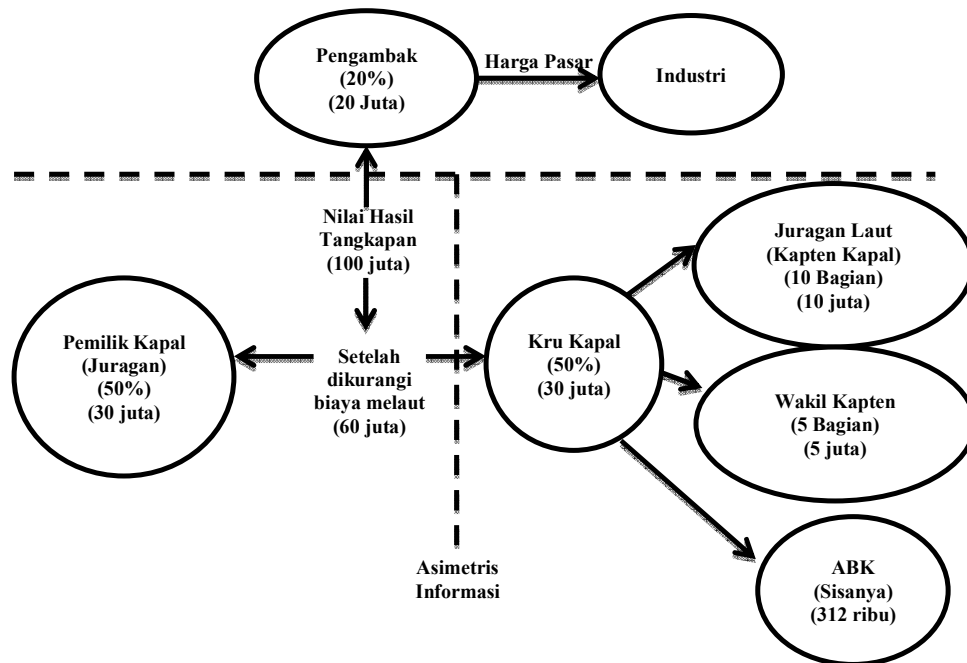 Pengambak
(20%)
(20 Juta)
Harga Pasar
Industri
Nilai Hasil
Tangkapan
(100 juta)
Juragan Laut
(Kapten Kapal)
(10 Bagian)
(10 juta)
Pemilik Kapal
(Juragan)
(50%)
(30 juta)
Setelah
dikurangi
biaya melaut
(60 juta)
Kru Kapal
(50%)
(30 juta)
Wakil Kapten
(5 Bagian)
(5 juta)
Asimetris
Informasi
ABK
(Sisanya)
(312 ribu)